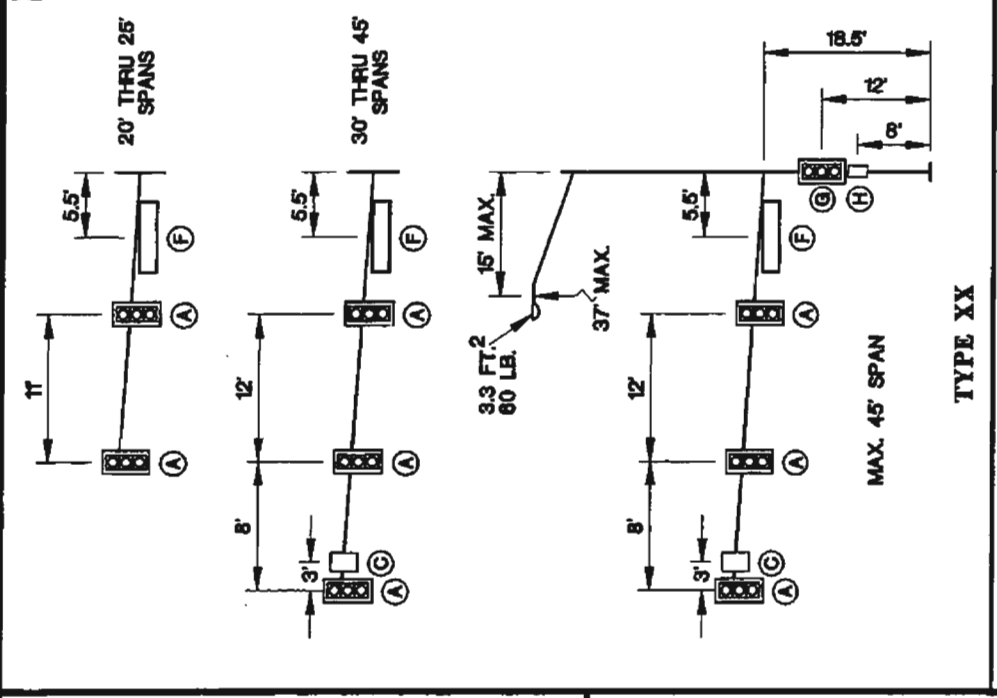 20' THRU 25'
SPANS
5.5'
11'
F
A
A
30' THRU 45'
SPANS
5.5'
12'
8'
3'
F
A
A
C
A
18.5'
12'
8'
15' MAX.
37' MAX.
3.3 FT.2
60 LB.
5.5'
G
H
F
12'
8'
3'
A
A
C
A
MAX. 45' SPAN
TYPE XX